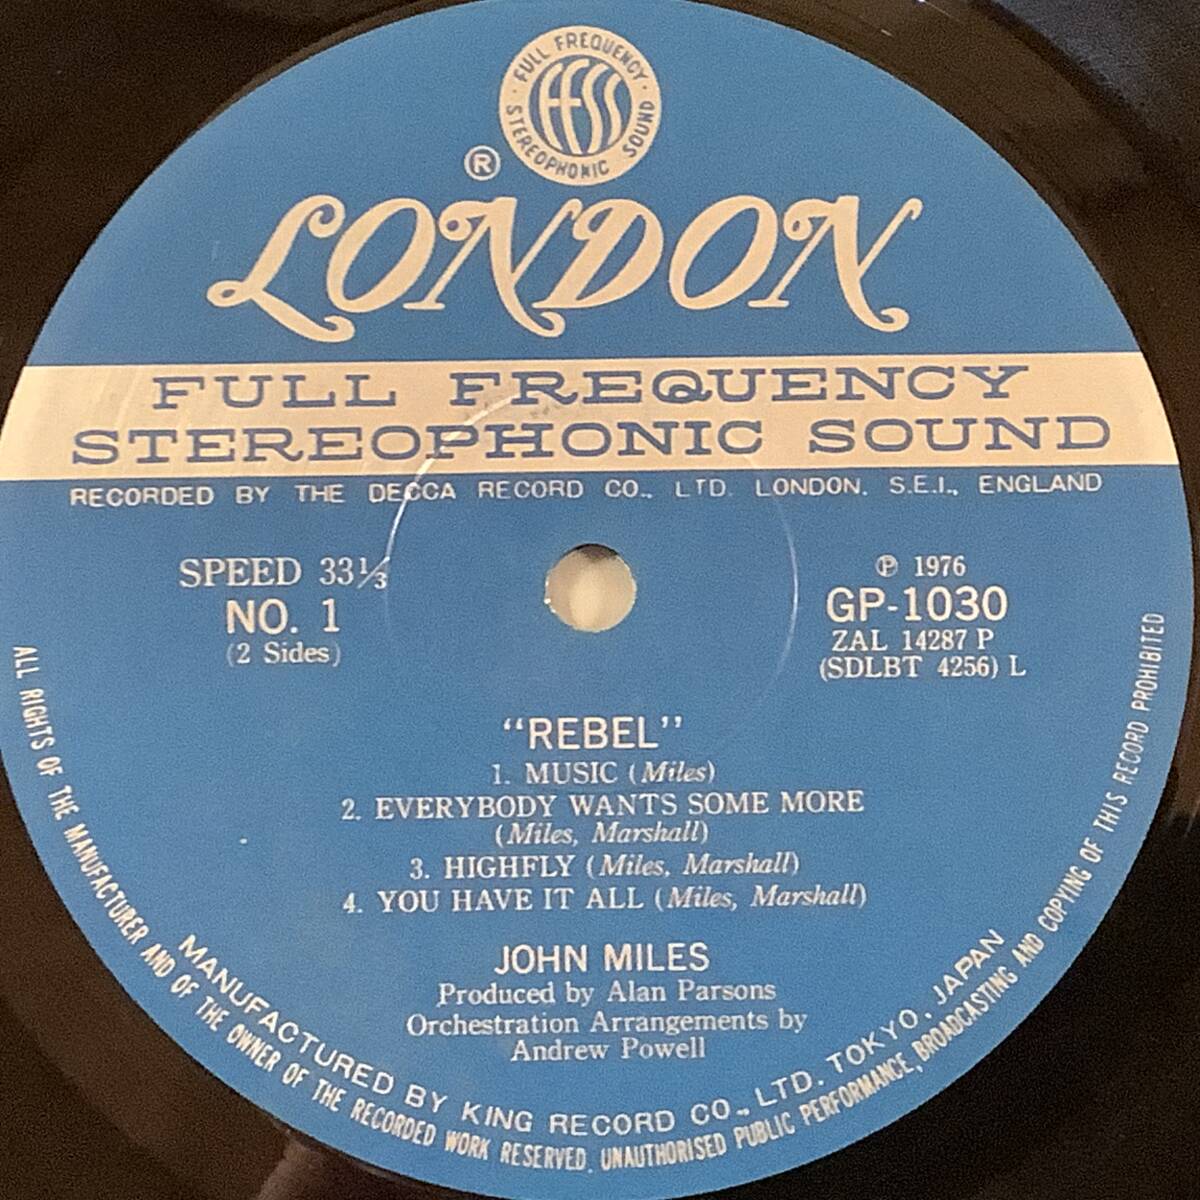 FULL FREQUENCY
STEREOPHONIC SOUND
FFSS
®
LONDON
FULL FREQUENCY
STEREOPHONIC SOUND
RECORDED BY THE DECCA RECORD CO., LTD. LONDON. S.E.I., ENGLAND
SPEED 33⅓
NO. 1
(2 Sides)
℗ 1976
GP-1030
ZAL 14287 P
(SDLBT 4256) L
"REBEL"
1. MUSIC (Miles)
2. EVERYBODY WANTS SOME MORE
(Miles, Marshall)
3. HIGHFLY (Miles, Marshall)
4. YOU HAVE IT ALL (Miles, Marshall)
JOHN MILES
Produced by Alan Parsons
Orchestration Arrangements by
Andrew Powell
MANUFACTURED BY KING RECORD CO., LTD. TOKYO, JAPAN
ALL RIGHTS OF THE MANUFACTURER AND OF THE OWNER OF THE RECORDED WORK RESERVED. UNAUTHORISED PUBLIC PERFORMANCE, BROADCASTING AND COPYING OF THIS RECORD PROHIBITED